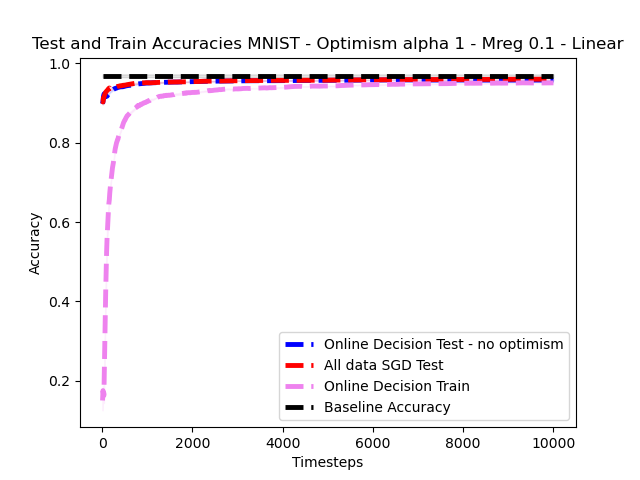 Test and Train Accuracies MNIST - Optimism alpha 1 - Mreg 0.1 - Linear
1.0
0.8
0.6
0.4
0.2
Accuracy
Online Decision Test - no optimism
All data SGD Test
Online Decision Train
Baseline Accuracy
0 2000 4000 6000 8000 10000
Timesteps